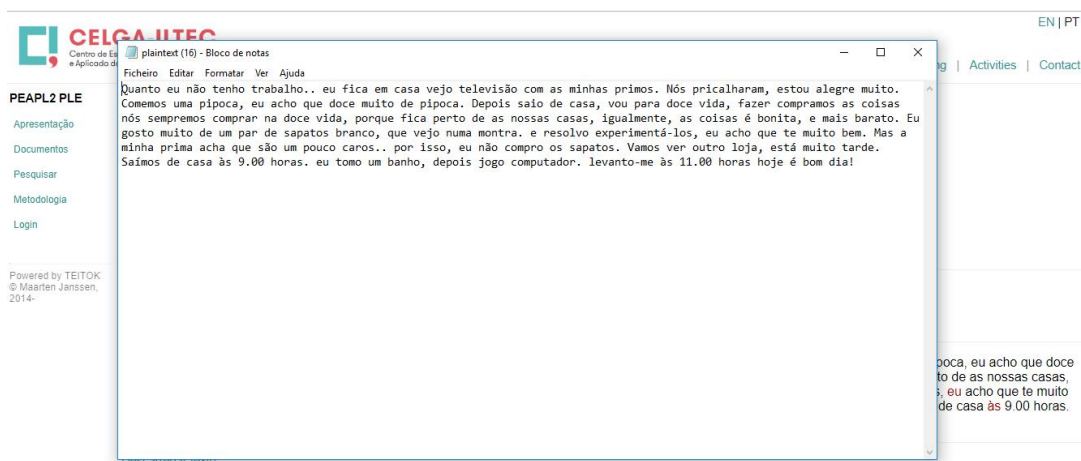 EN | PT
CELGA-ILTEC
Centro de Es
e Aplicado d
plaintext (16) - Bloco de notas
Ficheiro Editar Formatar Ver Ajuda
ng | Activities | Contact
PEAPL2 PLE
Apresentação
Documentos
Pesquisar
Metodologia
Login
Powered by TEITOK
© Maarten Janssen,
2014-
Quanto eu não tenho trabalho.. eu fica em casa vejo televisão com as minhas primos. Nós pricalharam, estou alegre muito.
Comemos uma pipoca, eu acho que doce muito de pipoca. Depois saio de casa, vou para doce vida, fazer compramos as coisas
nós sempremos comprar na doce vida, porque fica perto de as nossas casas, igualmente, as coisas é bonita, e mais barato. Eu
gosto muito de um par de sapatos branco, que vejo numa montra. e resolvo experimentá-los, eu acho que te muito bem. Mas a
minha prima acha que são um pouco caros.. por isso, eu não compro os sapatos. Vamos ver outro loja, está muito tarde.
Saímos de casa às 9.00 horas. eu tomo um banho, depois jogo computador. levanto-me às 11.00 horas hoje é bom dia!
poca, eu acho que doce
to de as nossas casas,
s, eu acho que te muito
de casa às 9.00 horas.